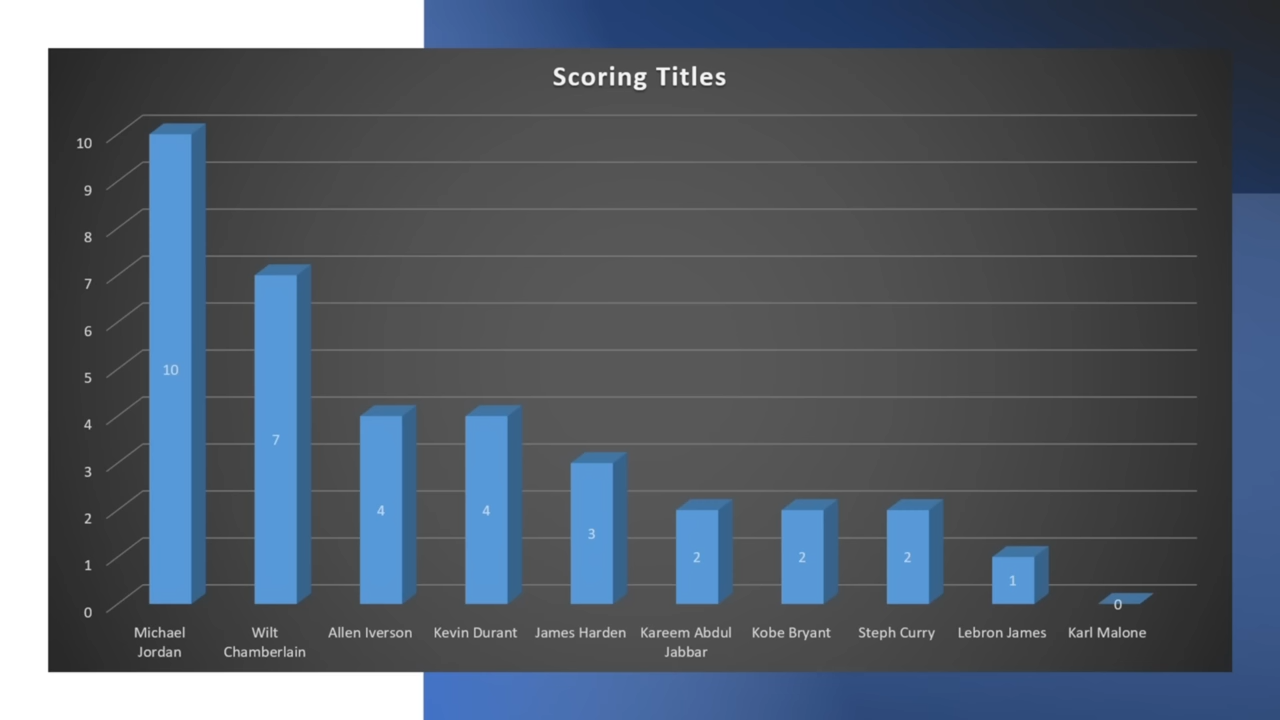 Scoring Titles
10
9
8
7
6
5
4
3
2
1
0
10
7
4
4
3
2
2
2
1
0
Michael
Jordan
Wilt
Chamberlain
Allen Iverson
Kevin Durant
James Harden
Kareem Abdul
Jabbar
Kobe Bryant
Steph Curry
Lebron James
Karl Malone